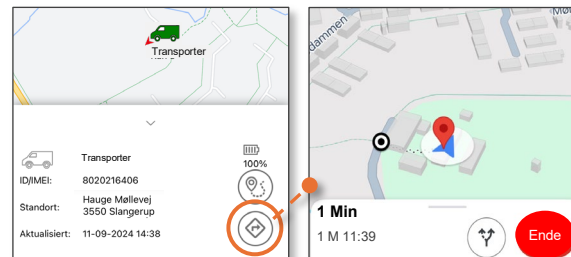 Transporter
Transporter
100%
ID/IMEI: 8020216406
Standort: Hauge Møllevej
3550 Slangerup
Aktualisiert: 11-09-2024 14:38
dammen
1 Min
1 M 11:39
Ende